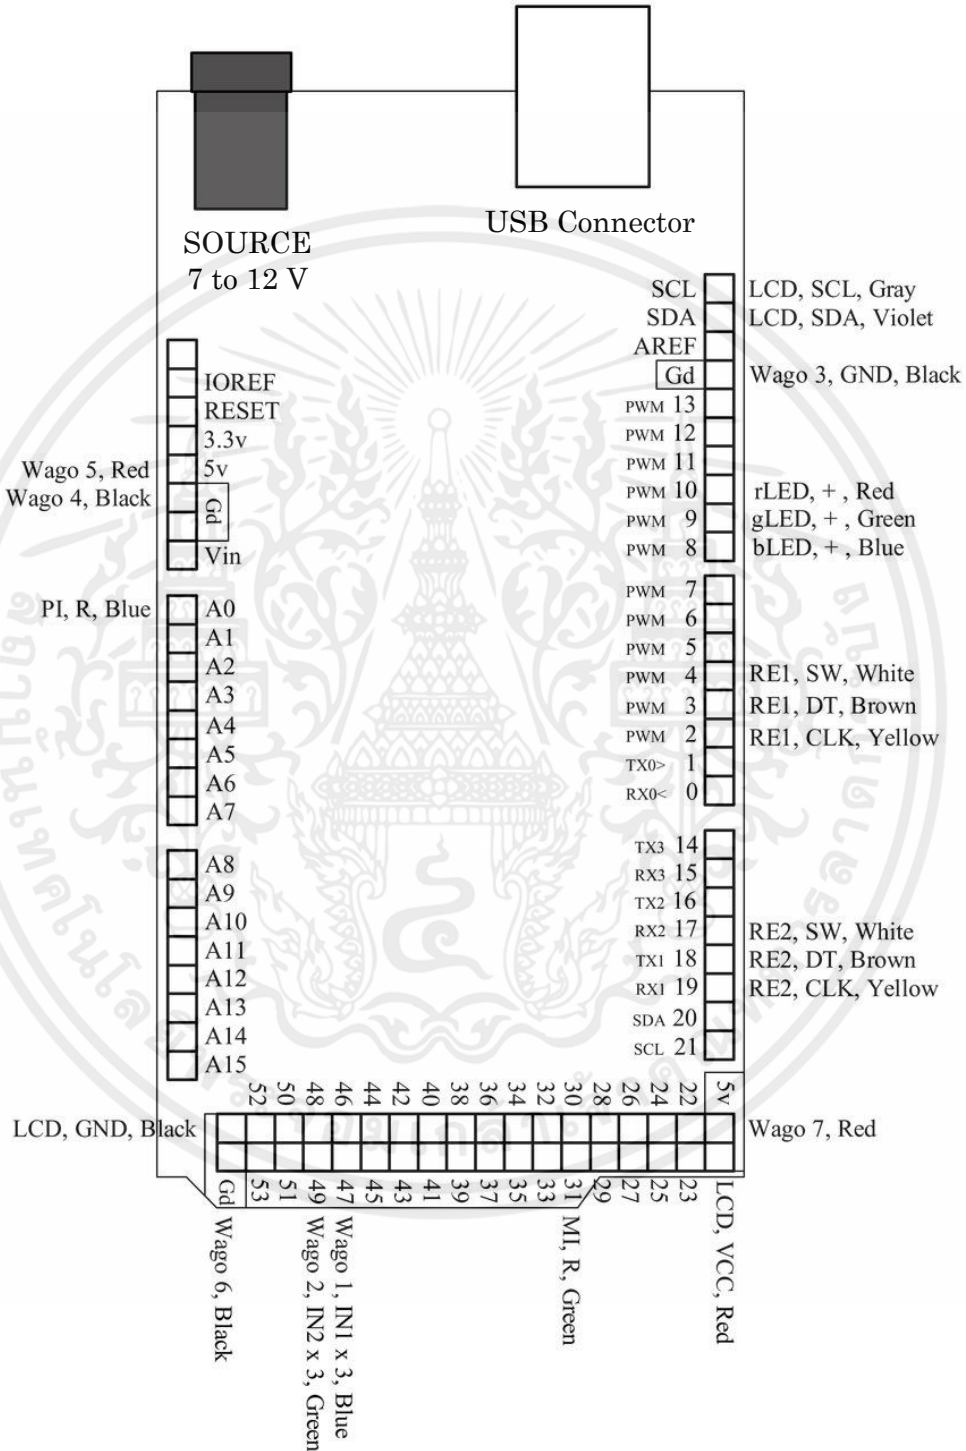 SOURCE
7 to 12 V
USB Connector
SCL LCD, SCL, Gray
SDA LCD, SDA, Violet
AREF
Gd Wago 3, GND, Black
PWM 13
PWM 12
PWM 11
PWM 10 rLED, + , Red
PWM 9 gLED, + , Green
PWM 8 bLED, + , Blue
IOREF
RESET
3.3v
Wago 5, Red 5v
Wago 4, Black Gd
Vin
PI, R, Blue A0
A1
A2
A3
A4
A5
A6
A7
PWM 7
PWM 6
PWM 5
PWM 4 RE1, SW, White
PWM 3 RE1, DT, Brown
PWM 2 RE1, CLK, Yellow
TX0> 1
RX0< 0
A8
A9
A10
A11
A12
A13
A14
A15
TX3 14
RX3 15
TX2 16
RX2 17 RE2, SW, White
TX1 18 RE2, DT, Brown
RX1 19 RE2, CLK, Yellow
SDA 20
SCL 21
52 50 48 46 44 42 40 38 36 34 32 30 28 26 24 22 5v
LCD, GND, Black
Wago 7, Red
Gd 53 51 49 47 45 43 41 39 37 35 33 31 29 27 25 23
Wago 6, Black
Wago 2, IN2 x 3, Green
Wago 1, IN1 x 3, Blue
MI, R, Green
LCD, VCC, Red